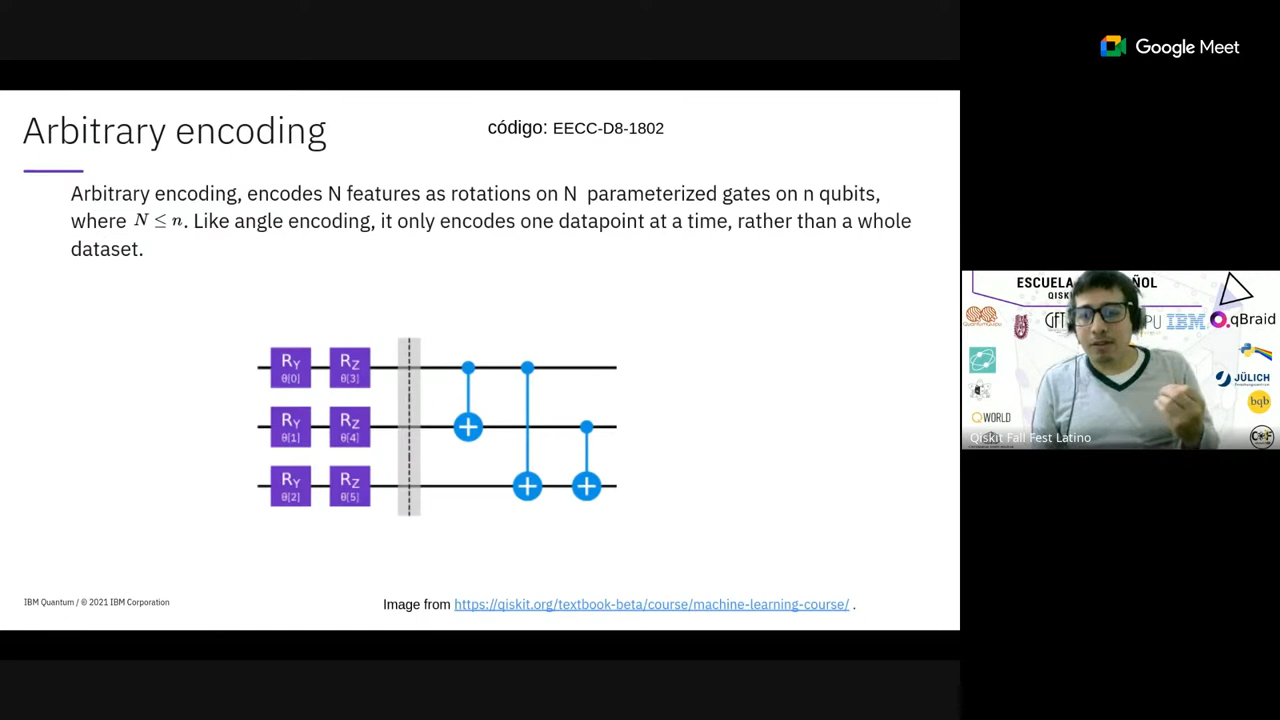 Google Meet
Arbitrary encoding
código: EECC-D8-1802
Arbitrary encoding, encodes N features as rotations on N parameterized gates on n qubits,
where N ≤ n. Like angle encoding, it only encodes one datapoint at a time, rather than a whole
dataset.
RY
θ[0]
RZ
θ[3]
RY
θ[1]
RZ
θ[4]
RY
θ[2]
RZ
θ[5]
IBM Quantum / © 2021 IBM Corporation
Image from https://qiskit.org/textbook-beta/course/machine-learning-course/ .
ESCUELA
ÑOL
GFT
IBM
qBraid
JÜLICH
QWORLD
bqb
Qiskit Fall Fest Latino